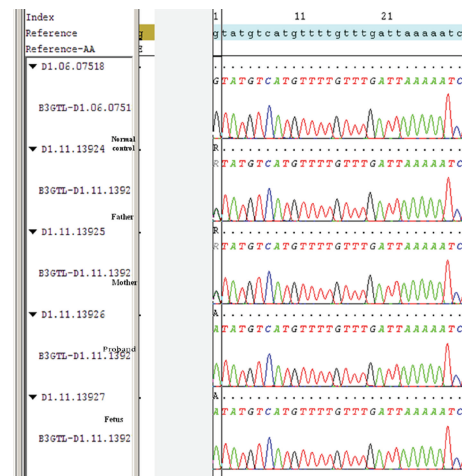 Index 1 11 21
Reference g gtatgtcatgttttgtttgattaaaaatc
Reference-AA E
▼ D1.06.07518
GTATGTCATGTTTTGTTTGATTAAAAATC
B3GTL-D1.06.0751
Normal control
▼ D1.11.13924 R
RTATGTCATGTTTTGTTTGATTAAAAATC
B3GTL-D1.11.1392
Father
▼ D1.11.13925 R
RTATGTCATGTTTTGTTTGATTAAAAATC
B3GTL-D1.11.1392
Mother
▼ D1.11.13926 A
ATATGTCATGTTTTGTTTGATTAAAAATC
Proband
B3GTL-D1.11.1392
▼ D1.11.13927 A
ATATGTCATGTTTTGTTTGATTAAAAATC
Fetus
B3GTL-D1.11.1392